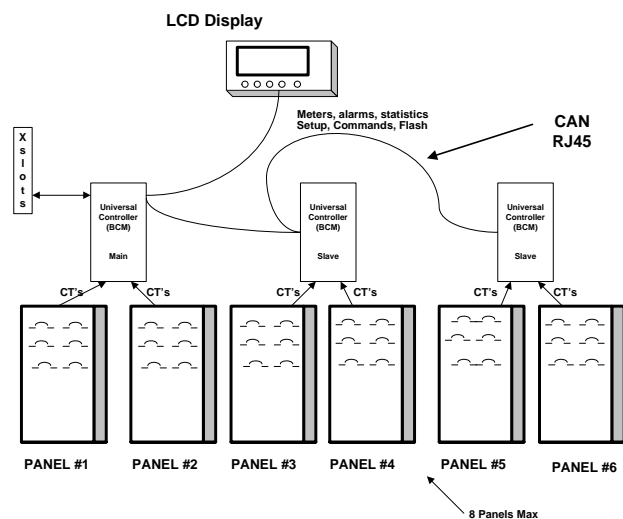 LCD Display
Meters, alarms, statistics
Setup, Commands, Flash
CAN
RJ45
X
s
l
o
t
s
Universal
Controller
(BCM)
Main
Universal
Controller
(BCM)
Slave
Universal
Controller
(BCM)
Slave
CT's
CT's
CT's
CT's
CT's
CT's
PANEL #1
PANEL #2
PANEL #3
PANEL #4
PANEL #5
PANEL #6
8 Panels Max